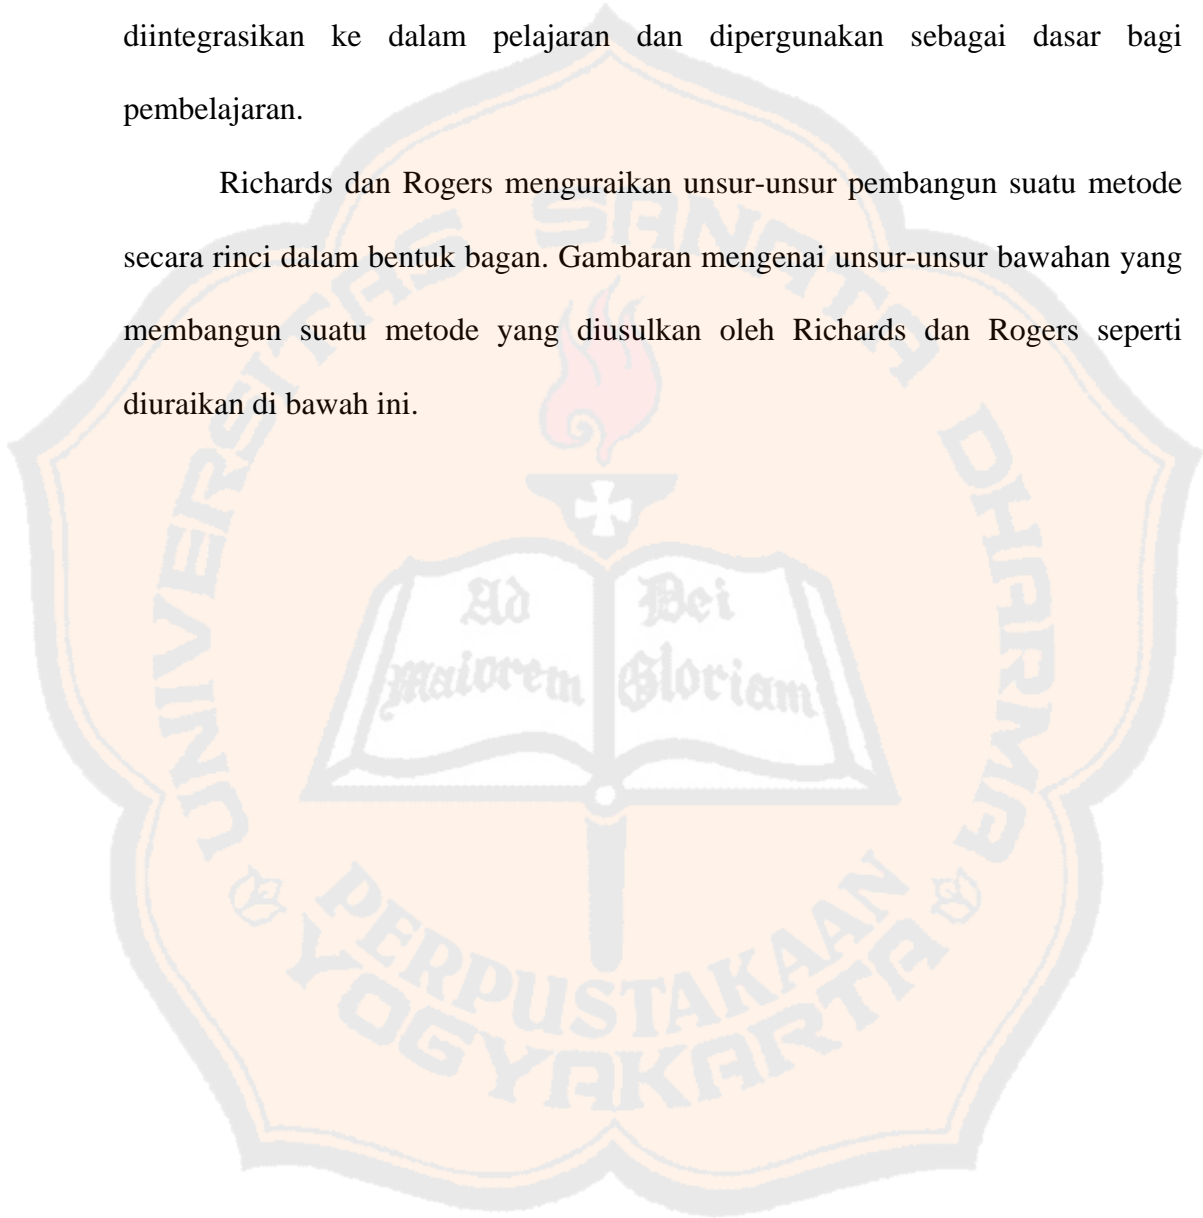 diintegrasikan ke dalam pelajaran dan dipergunakan sebagai dasar bagi
pembelajaran.
Richards dan Rogers menguraikan unsur-unsur pembangun suatu metode
secara rinci dalam bentuk bagan. Gambaran mengenai unsur-unsur bawahan yang
membangun suatu metode yang diusulkan oleh Richards dan Rogers seperti
diuraikan di bawah ini.
UNIVERSITAS SANATA DHARMA
Ad Dei
maiorem Gloriam
PERPUSTAKAAN
YOGYAKARTA